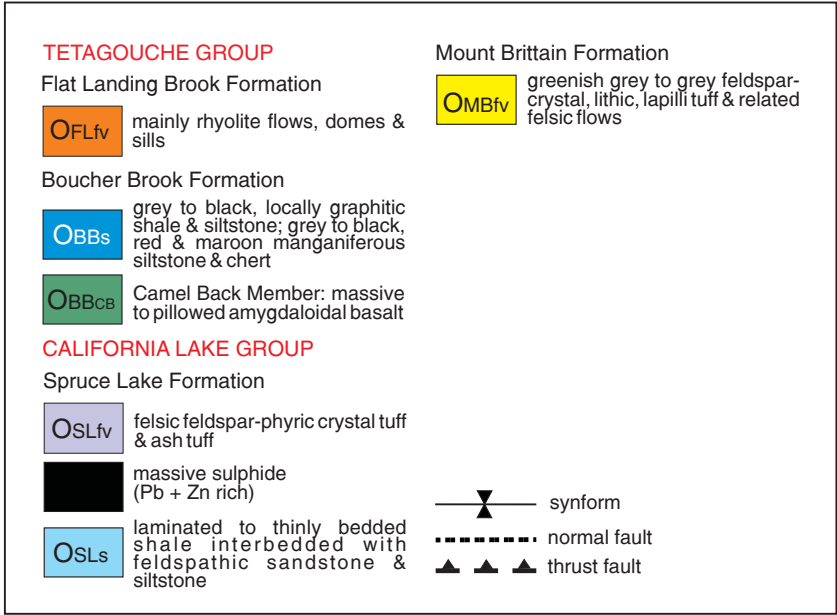 TETAGOUCHE GROUP
Flat Landing Brook Formation
OFLfv
mainly rhyolite flows, domes &
sills
Boucher Brook Formation
OBBs
grey to black, locally graphitic
shale & siltstone; grey to black,
red & maroon manganiferous
siltstone & chert
OBBCB
Camel Back Member: massive
to pillowed amygdaloidal basalt
CALIFORNIA LAKE GROUP
Spruce Lake Formation
OSLfv
felsic feldspar-phyric crystal tuff
& ash tuff
massive sulphide
(Pb + Zn rich)
OSLs
laminated to thinly bedded
shale interbedded with
feldspathic sandstone &
siltstone
Mount Brittain Formation
OMBfv
greenish grey to grey feldspar-
crystal, lithic, lapilli tuff & related
felsic flows
synform
normal fault
thrust fault